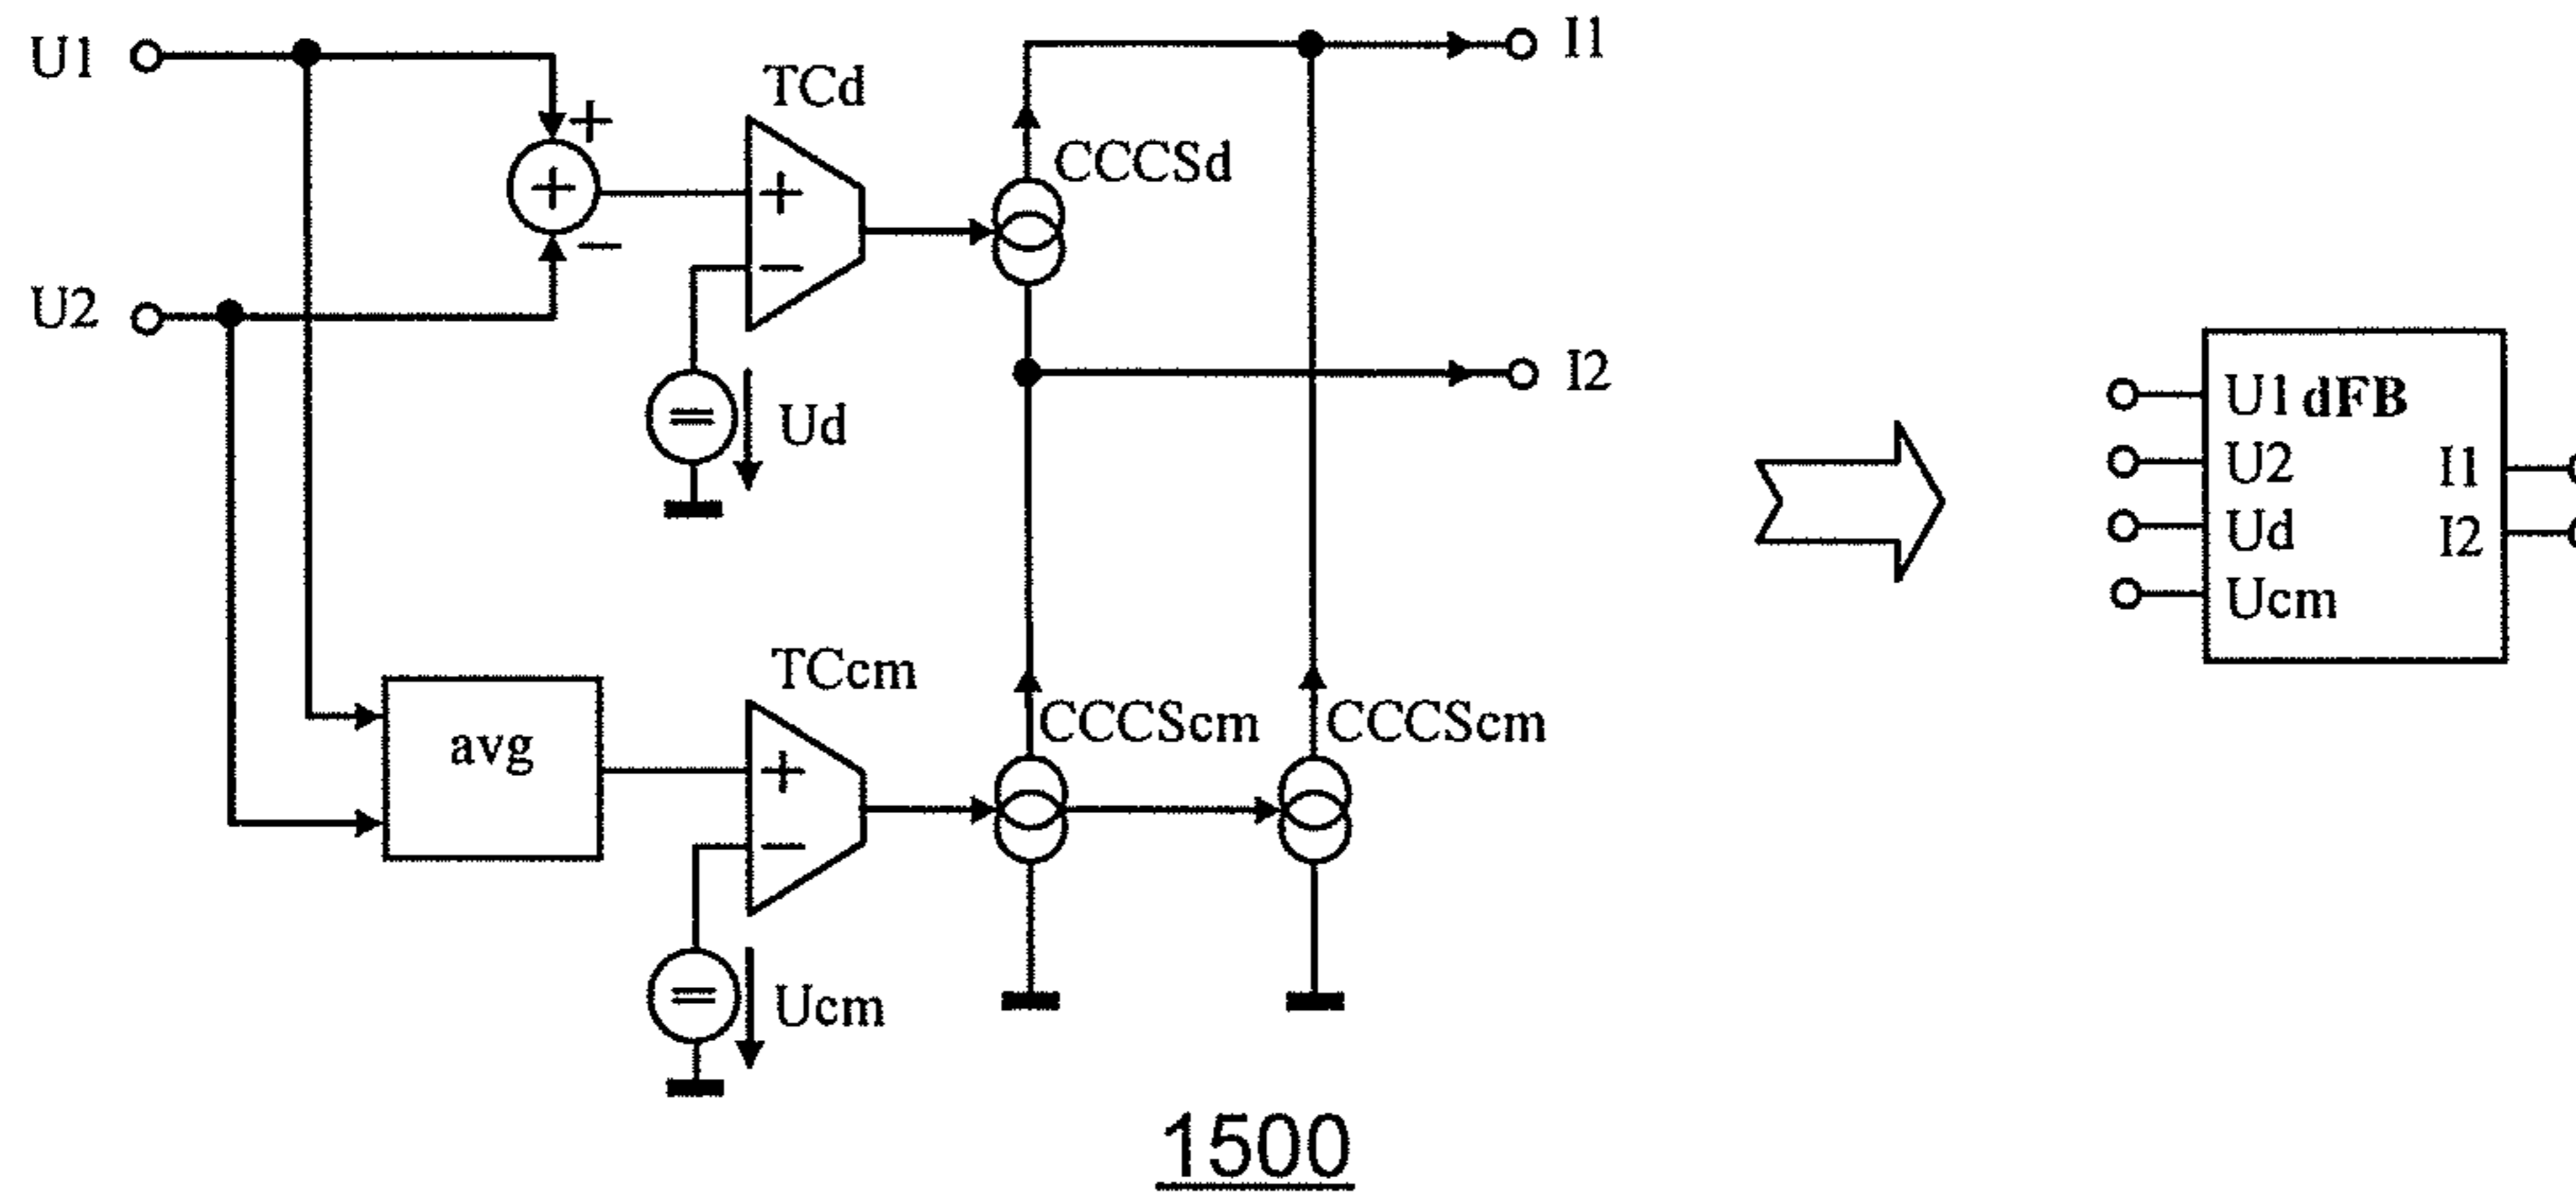 U1
I1
TCd
+
CCCSd
+
+
−
U2
−
I2
=
Ud
U1 dFB
U2
I1
Ud
I2
Ucm
TCcm
CCCScm
CCCScm
avg
+
−
=
Ucm
1500